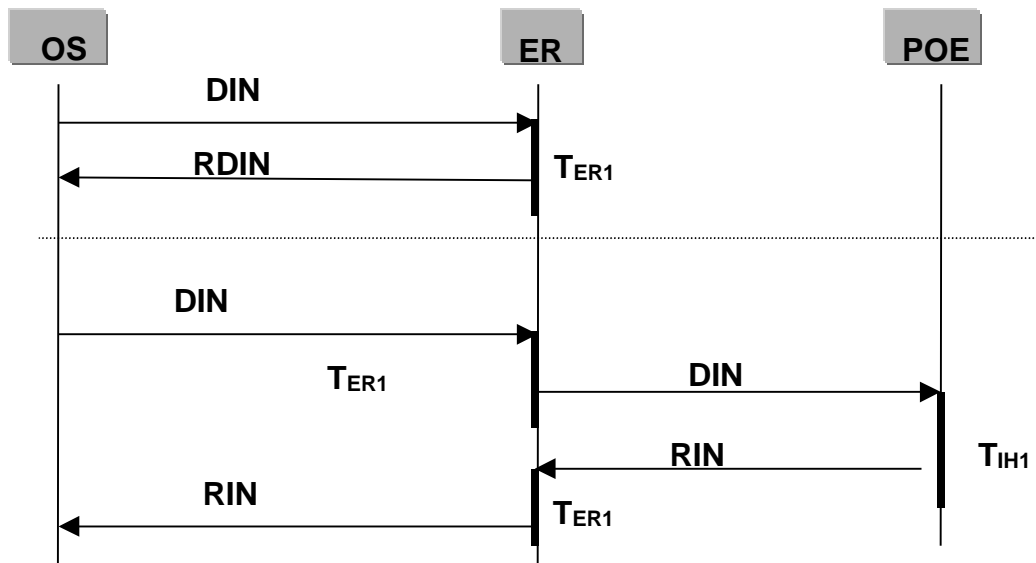 OS ER POE
DIN
RDIN
TER1
DIN
TER1
DIN
RIN
TIH1
RIN
TER1